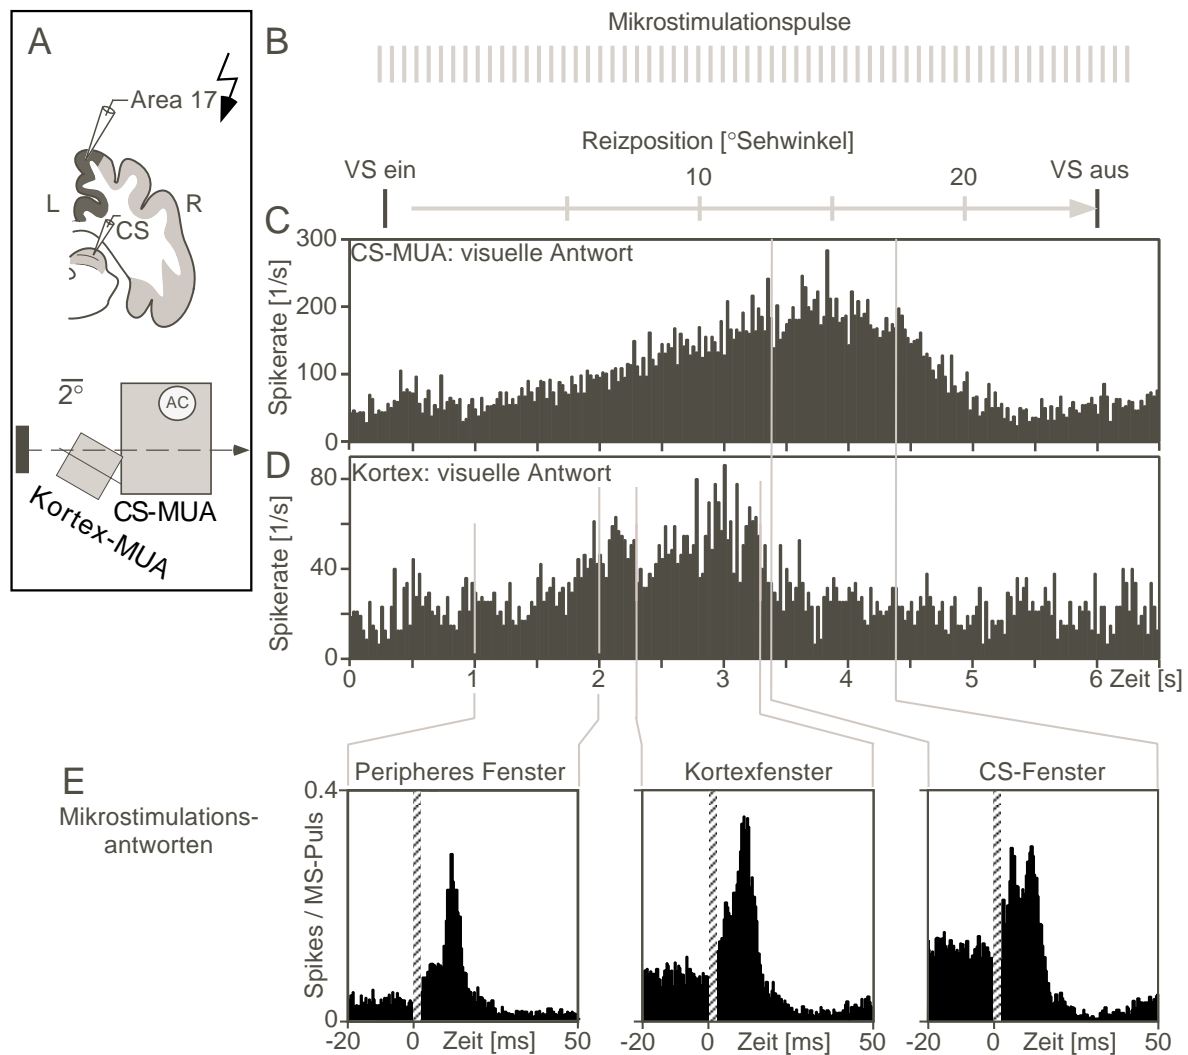 A
Area 17
L
R
CS
2°
AC
Kortex-MUA
CS-MUA
B
Mikrostimulationspulse
Reizposition [°Sehwinkel]
VS ein
10
20
VS aus
C
CS-MUA: visuelle Antwort
Spikerate [1/s]
300
200
100
0
D
Kortex: visuelle Antwort
Spikerate [1/s]
80
40
0
0 1 2 3 4 5 6 Zeit [s]
E
Mikrostimulations-
antworten
Peripheres Fenster
Kortexfenster
CS-Fenster
Spikes / MS-Puls
0.4
0
-20 0 Zeit [ms] 50
-20 0 Zeit [ms] 50
-20 0 Zeit [ms] 50